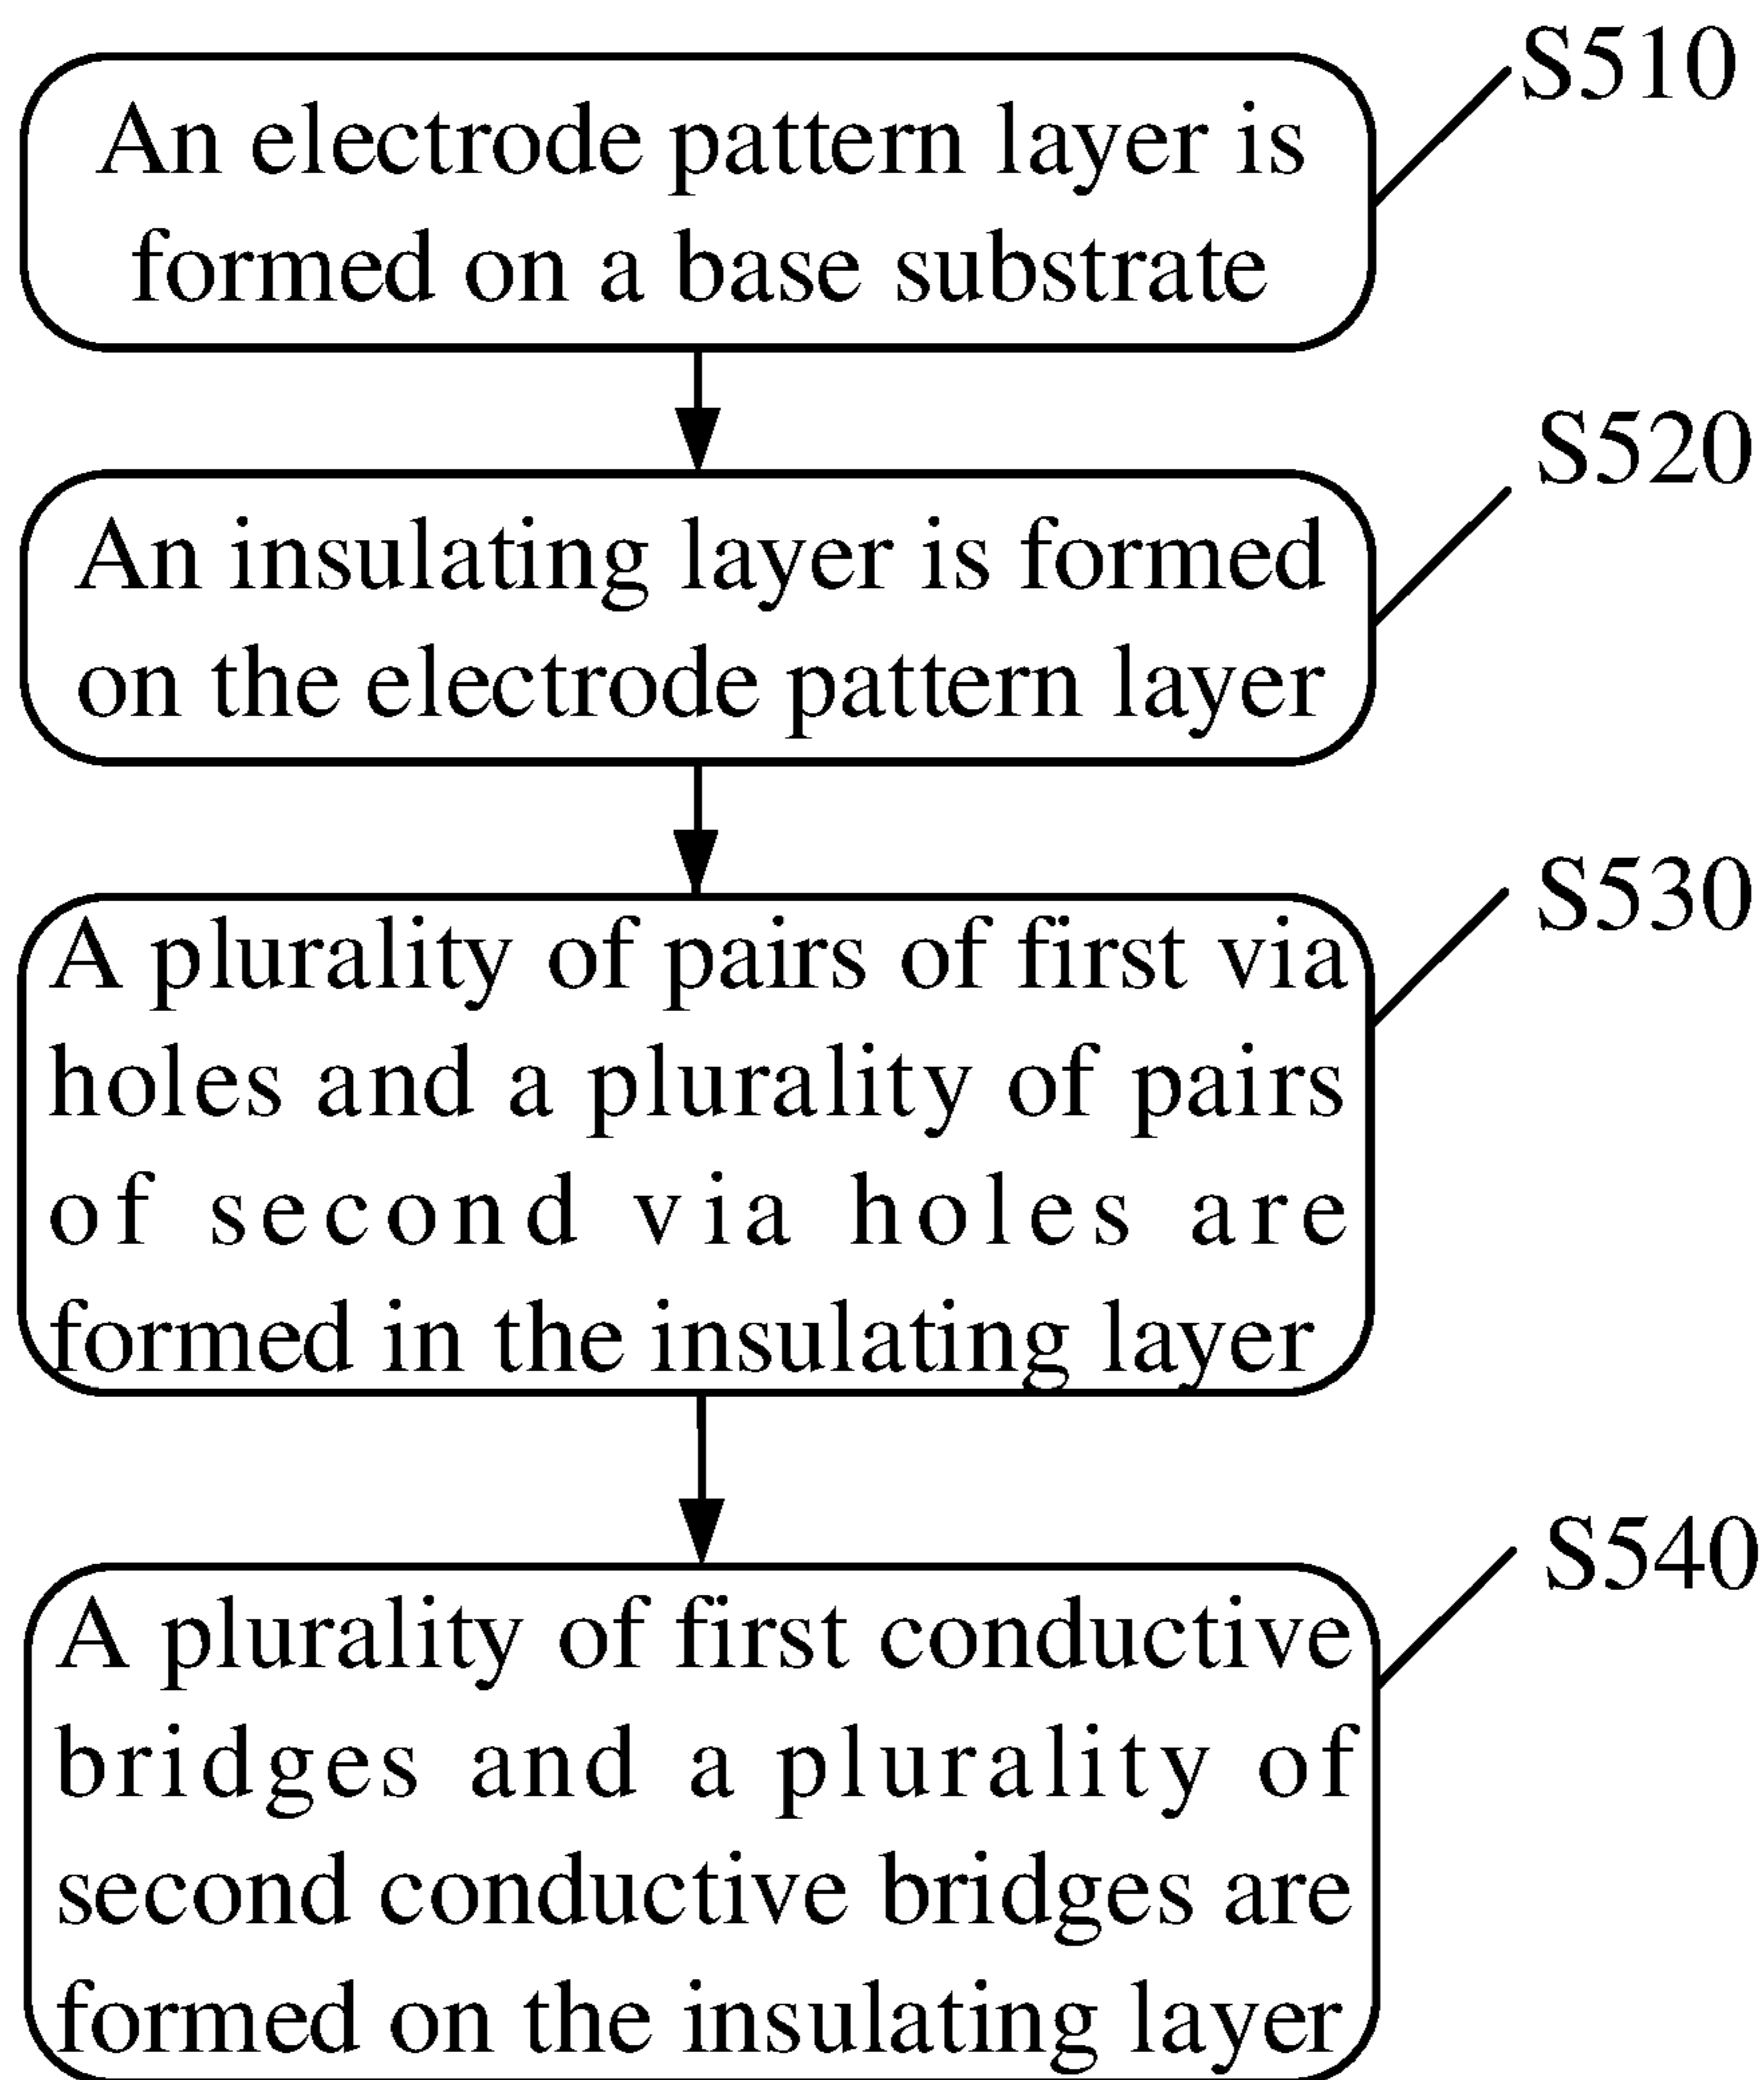 S510
An electrode pattern layer is
formed on a base substrate
S520
An insulating layer is formed
on the electrode pattern layer
S530
A plurality of pairs of first via
holes and a plurality of pairs
of second via holes are
formed in the insulating layer
S540
A plurality of first conductive
bridges and a plurality of
second conductive bridges are
formed on the insulating layer